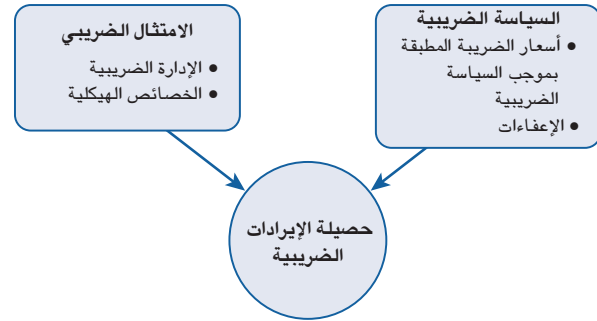 السياسة الضريبية
● أسعار الضريبة المطبقة
بموجب السياسة
الضريبية
● الإعفاءات
الامتثال الضريبي
● الإدارة الضريبية
● الخصائص الهيكلية
حصيلة الإيرادات
الضريبية